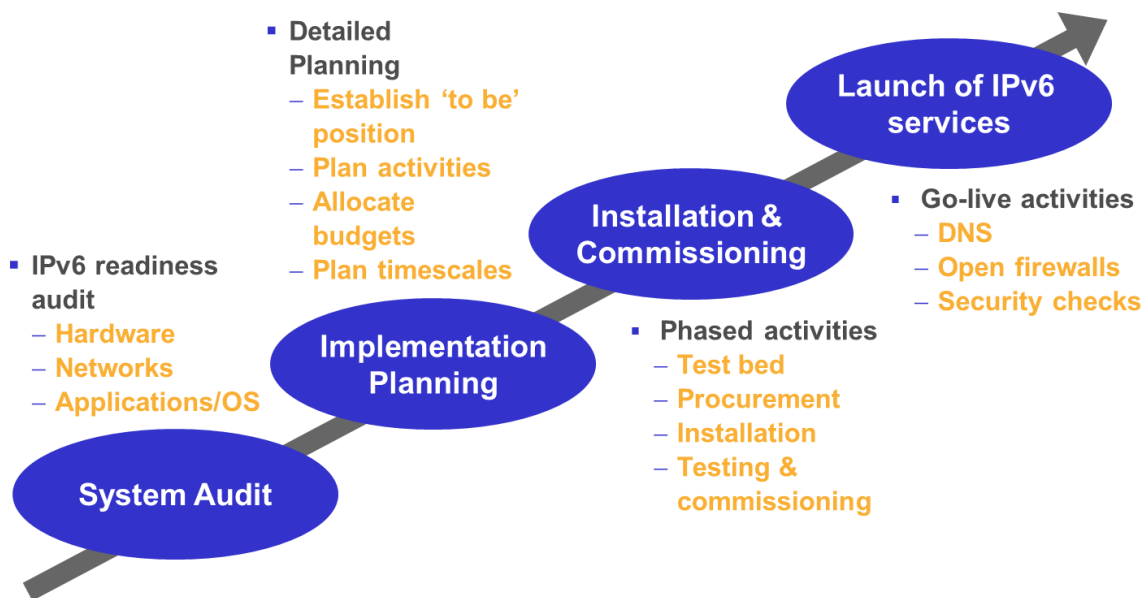 ▪ Detailed
Planning
– Establish ‘to be’
position
– Plan activities
– Allocate
budgets
– Plan timescales
Launch of IPv6
services
▪ Go-live activities
– DNS
– Open firewalls
– Security checks
Installation &
Commissioning
▪ IPv6 readiness
audit
– Hardware
– Networks
– Applications/OS
Implementation
Planning
▪ Phased activities
– Test bed
– Procurement
– Installation
– Testing &
commissioning
System Audit